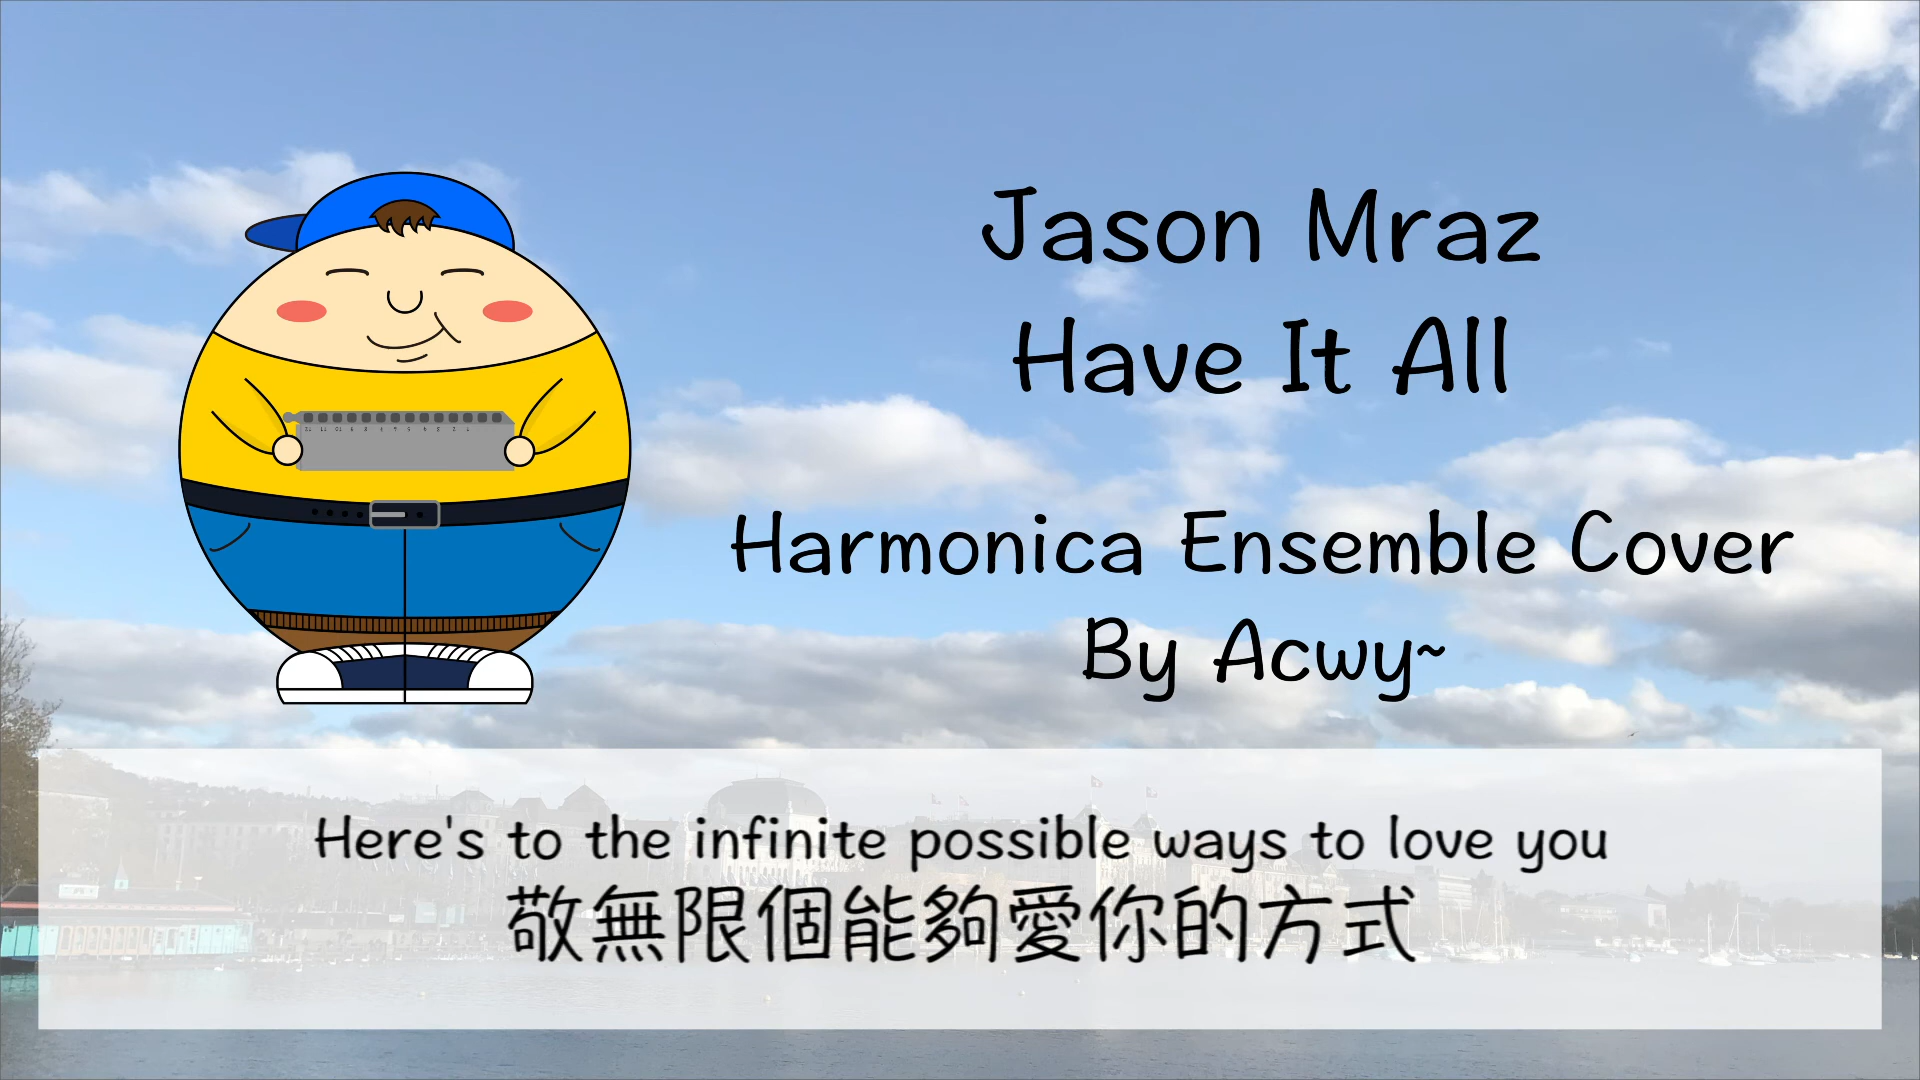 Jason Mraz
Have It All
Harmonica Ensemble Cover
By Acwy~
Here's to the infinite possible ways to love you
敬無限個能夠愛你的方式